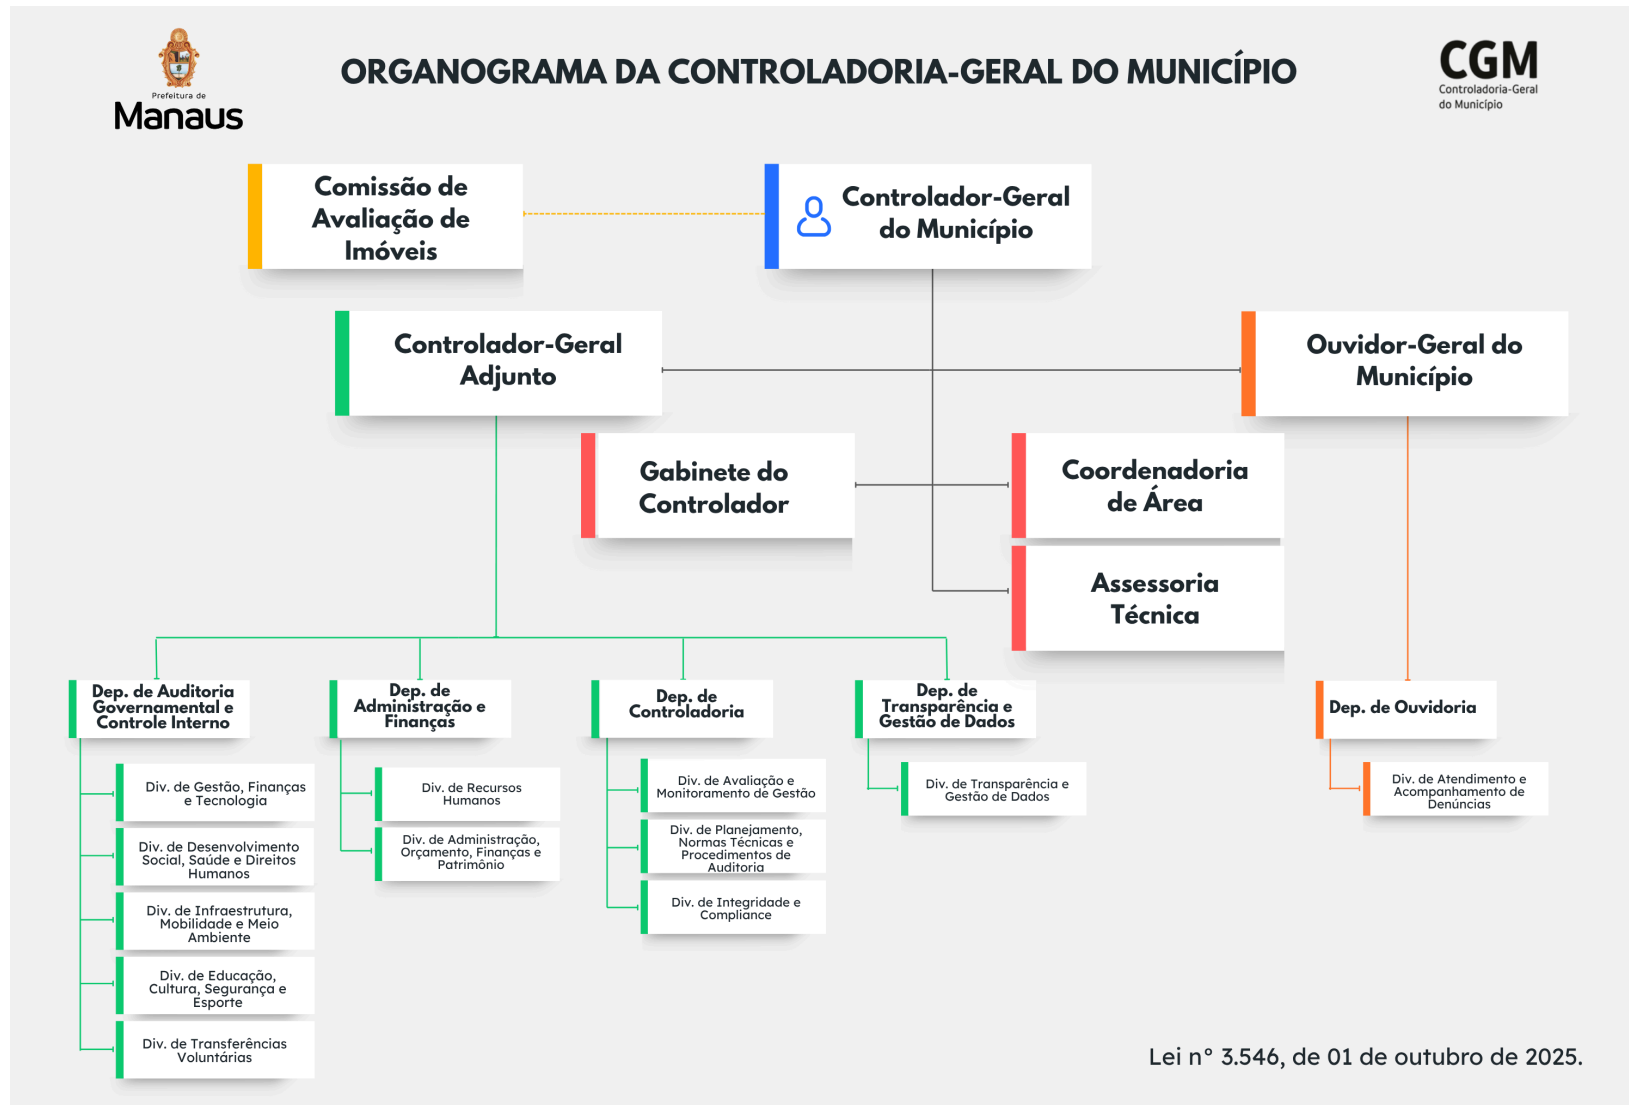 Prefeitura de
Manaus
ORGANOGRAMA DA CONTROLADORIA-GERAL DO MUNICÍPIO
CGM
Controladoria-Geral
do Município
Comissão de
Avaliação de
Imóveis
Controlador-Geral
do Município
Controlador-Geral
Adjunto
Ouvidor-Geral do
Município
Gabinete do
Controlador
Coordenadoria
de Área
Assessoria
Técnica
Dep. de Auditoria
Governamental e
Controle Interno
Dep. de
Administração e
Finanças
Dep. de
Controladoria
Dep. de
Transparência e
Gestão de Dados
Dep. de Ouvidoria
Div. de Gestão, Finanças
e Tecnologia
Div. de Desenvolvimento
Social, Saúde e Direitos
Humanos
Div. de Infraestrutura,
Mobilidade e Meio
Ambiente
Div. de Educação,
Cultura, Segurança e
Esporte
Div. de Transferências
Voluntárias
Div. de Recursos
Humanos
Div. de Administração,
Orçamento, Finanças e
Patrimônio
Div. de Avaliação e
Monitoramento de Gestão
Div. de Planejamento,
Normas Técnicas e
Procedimentos de
Auditoria
Div. de Integridade e
Compliance
Div. de Transparência e
Gestão de Dados
Div. de Atendimento e
Acompanhamento de
Denúncias
Lei n° 3.546, de 01 de outubro de 2025.